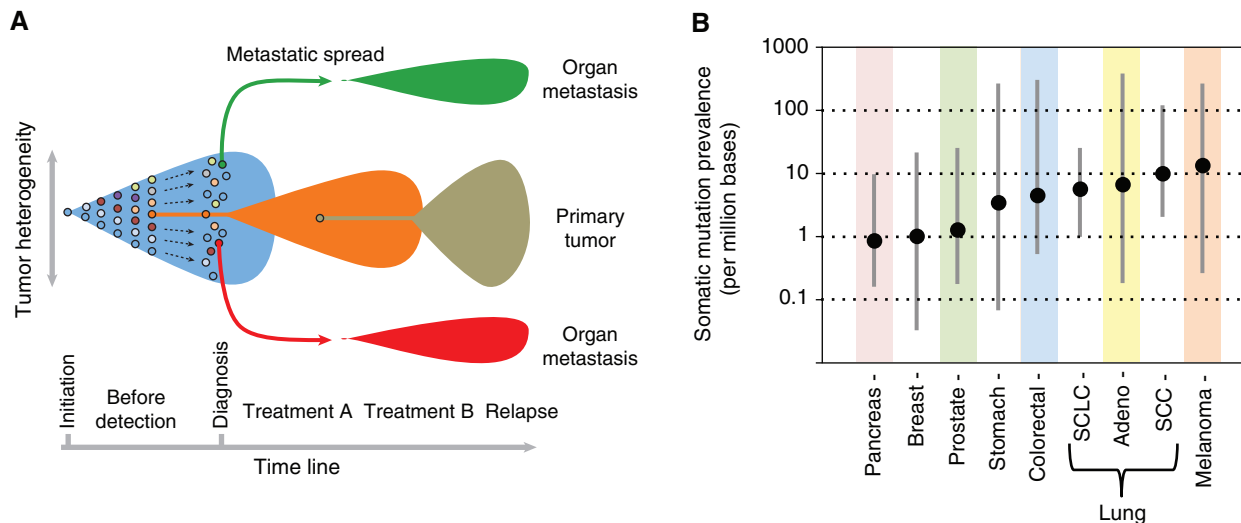 A
Metastatic spread
Organ
metastasis
Tumor heterogeneity
Primary
tumor
Organ
metastasis
Initiation
Before
detection
Diagnosis
Treatment A
Treatment B
Relapse
Time line
B
Somatic mutation prevalence
(per million bases)
1000
100
10
1
0.1
Pancreas -
Breast -
Prostate -
Stomach -
Colorectal -
SCLC -
Adeno -
SCC -
Melanoma -
Lung